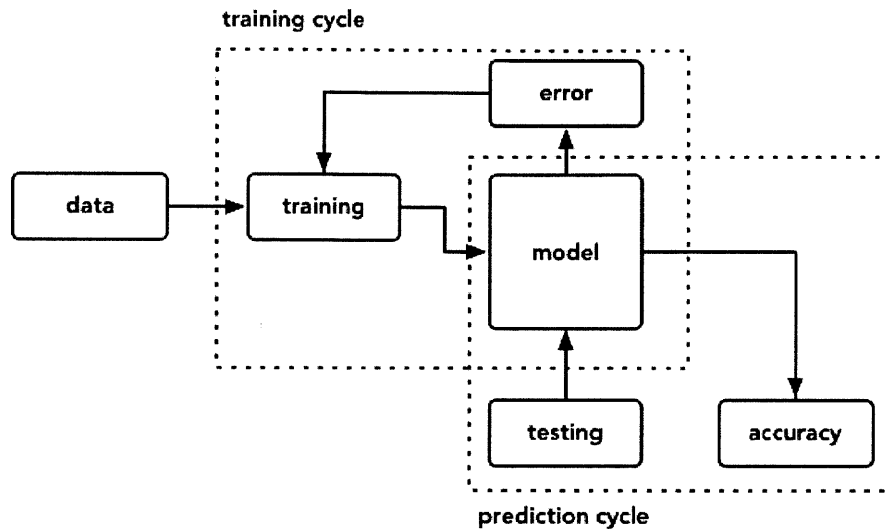 training cycle
error
data
training
model
testing
accuracy
prediction cycle